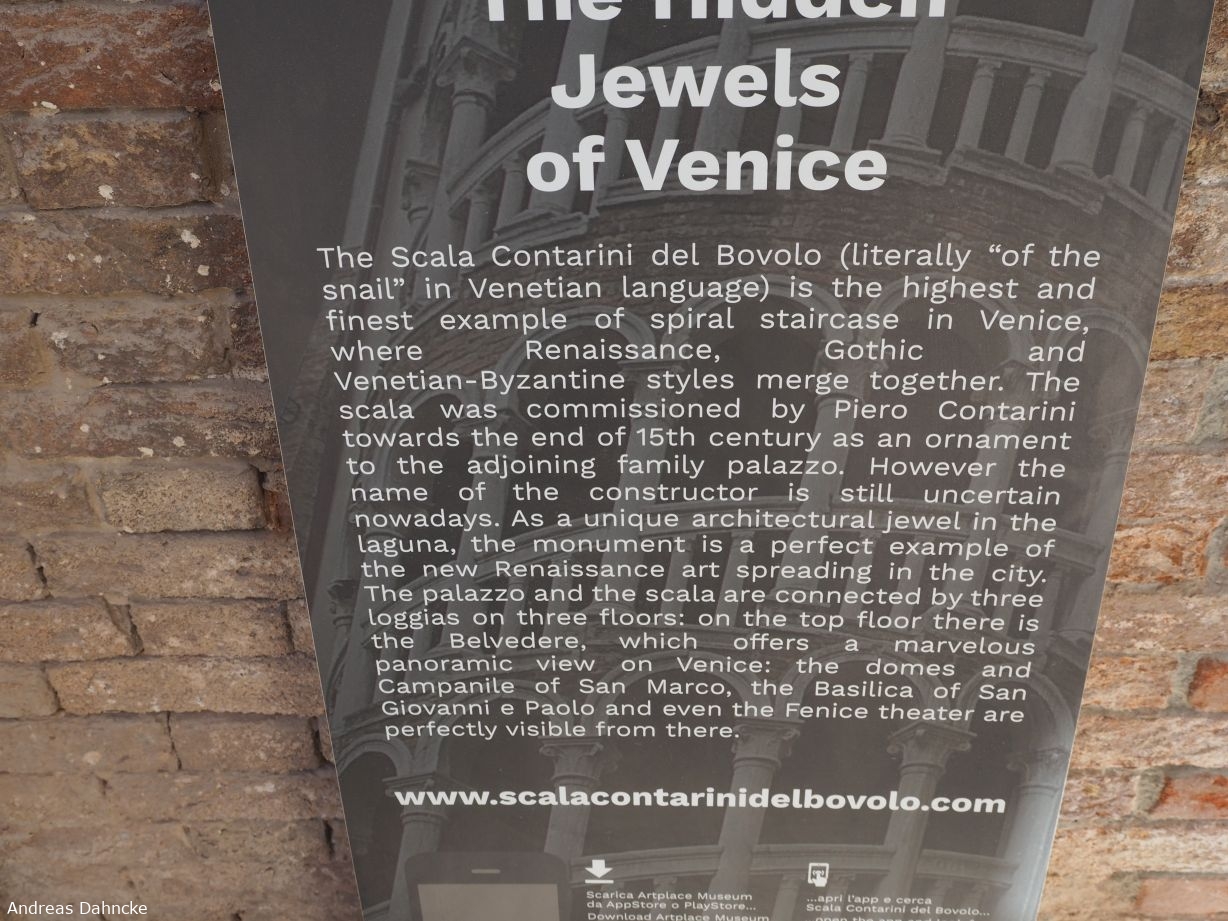 The Hidden
Jewels
of Venice
The Scala Contarini del Bovolo (literally “of the
snail” in Venetian language) is the highest and
finest example of spiral staircase in Venice,
where Renaissance, Gothic and
Venetian-Byzantine styles merge together. The
scala was commissioned by Piero Contarini
towards the end of 15th century as an ornament
to the adjoining family palazzo. However the
name of the constructor is still uncertain
nowadays. As a unique architectural jewel in the
laguna, the monument is a perfect example of
the new Renaissance art spreading in the city.
The palazzo and the scala are connected by three
loggias on three floors: on the top floor there is
the Belvedere, which offers a marvelous
panoramic view on Venice: the domes and
Campanile of San Marco, the Basilica of San
Giovanni e Paolo and even the Fenice theater are
perfectly visible from there.
www.scalacontarinidelbovolo.com
Scarica Artplace Museum
da AppStore o PlayStore...
Download Artplace Museum
...apri l'app e cerca
Scala Contarini del Bovolo...
Andreas Dahncke